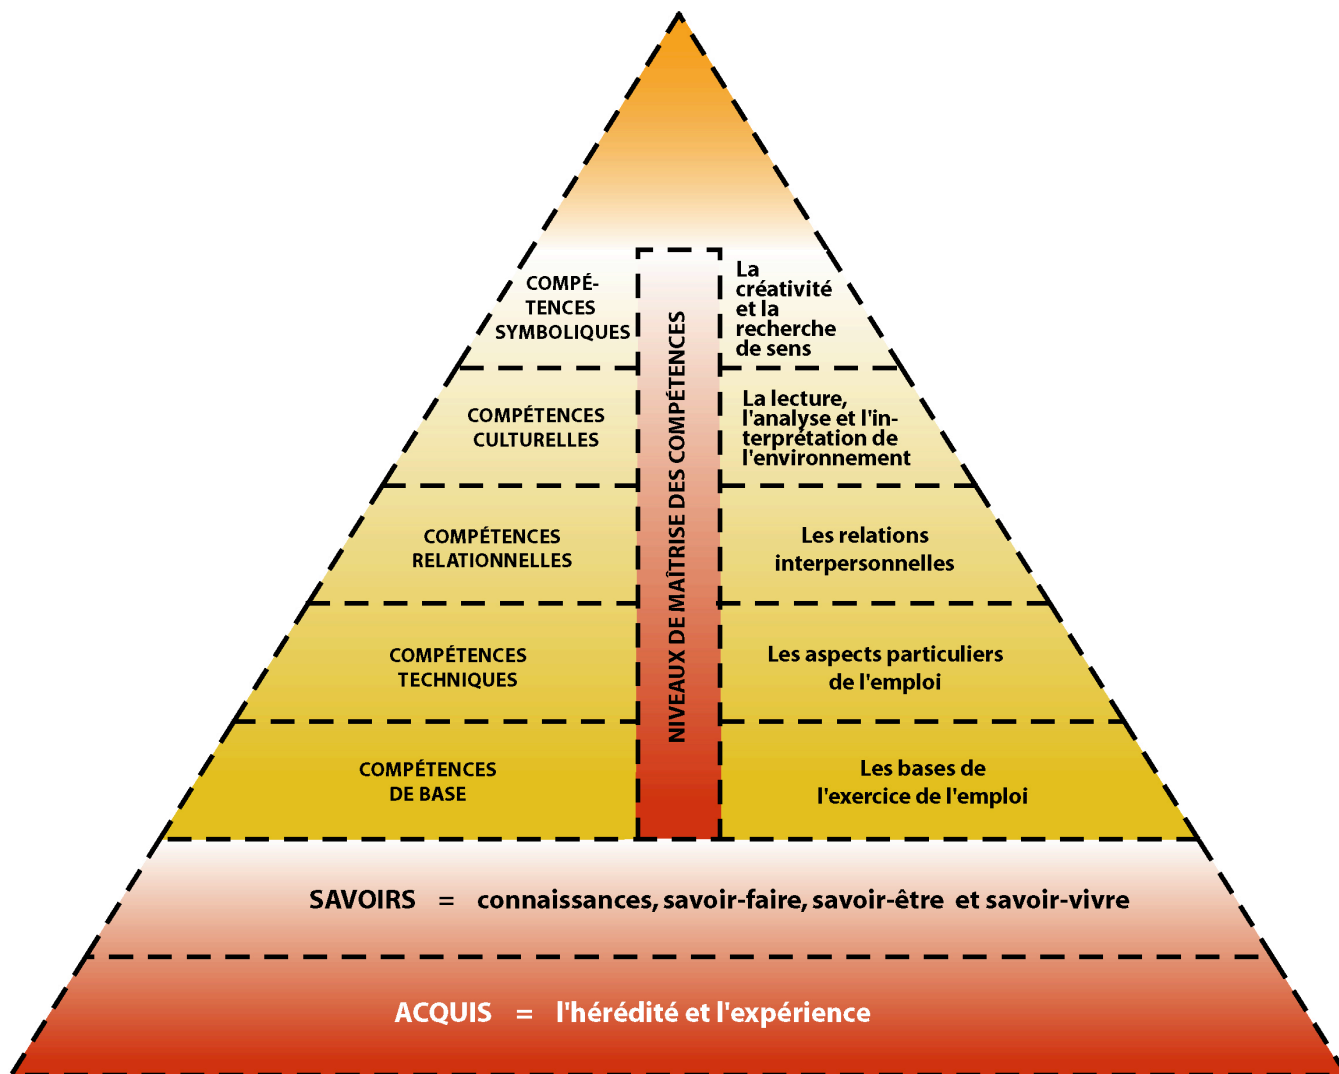 COMPÉ-
TENCES
SYMBOLIQUES
La
créativité
et la
recherche
de sens
COMPÉTENCES
CULTURELLES
La lecture,
l'analyse et l'in-
terprétation de
l'environnement
COMPÉTENCES
RELATIONNELLES
Les relations
interpersonnelles
COMPÉTENCES
TECHNIQUES
Les aspects particuliers
de l'emploi
COMPÉTENCES
DE BASE
Les bases de
l'exercice de l'emploi
NIVEAUX DE MAÎTRISE DES COMPÉTENCES
SAVOIRS = connaissances, savoir-faire, savoir-être et savoir-vivre
ACQUIS = l'hérédité et l'expérience